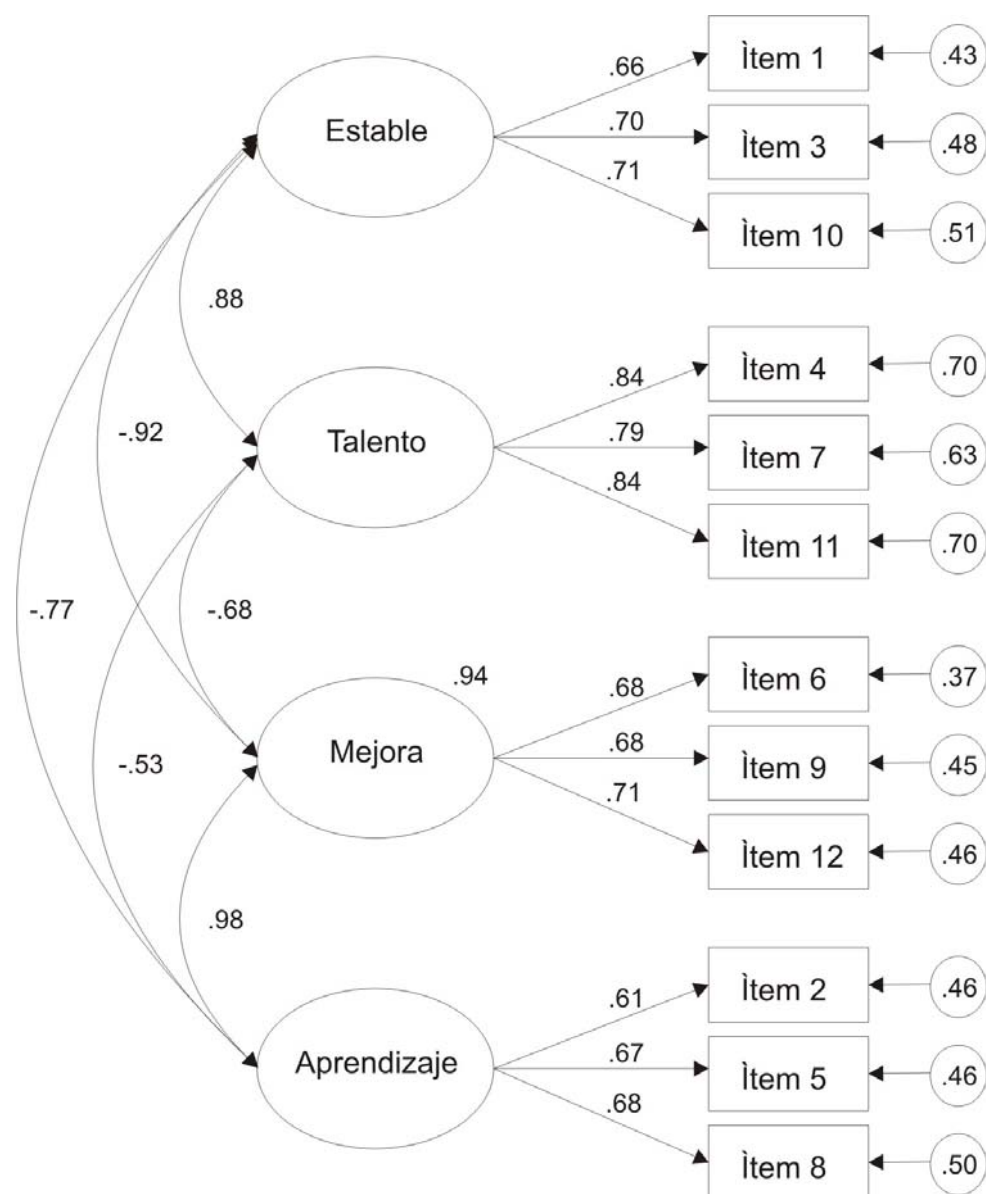 .66
Ìtem 1
.43
Estable
.70
Ìtem 3
.48
.71
Ìtem 10
.51
.88
.84
Ìtem 4
.70
-.92
Talento
.79
Ìtem 7
.63
.84
Ìtem 11
.70
-.77
-.68
.94
.68
Ìtem 6
.37
Mejora
.68
Ìtem 9
.45
-.53
.71
Ìtem 12
.46
.98
.61
Ìtem 2
.46
Aprendizaje
.67
Ìtem 5
.46
.68
Ìtem 8
.50